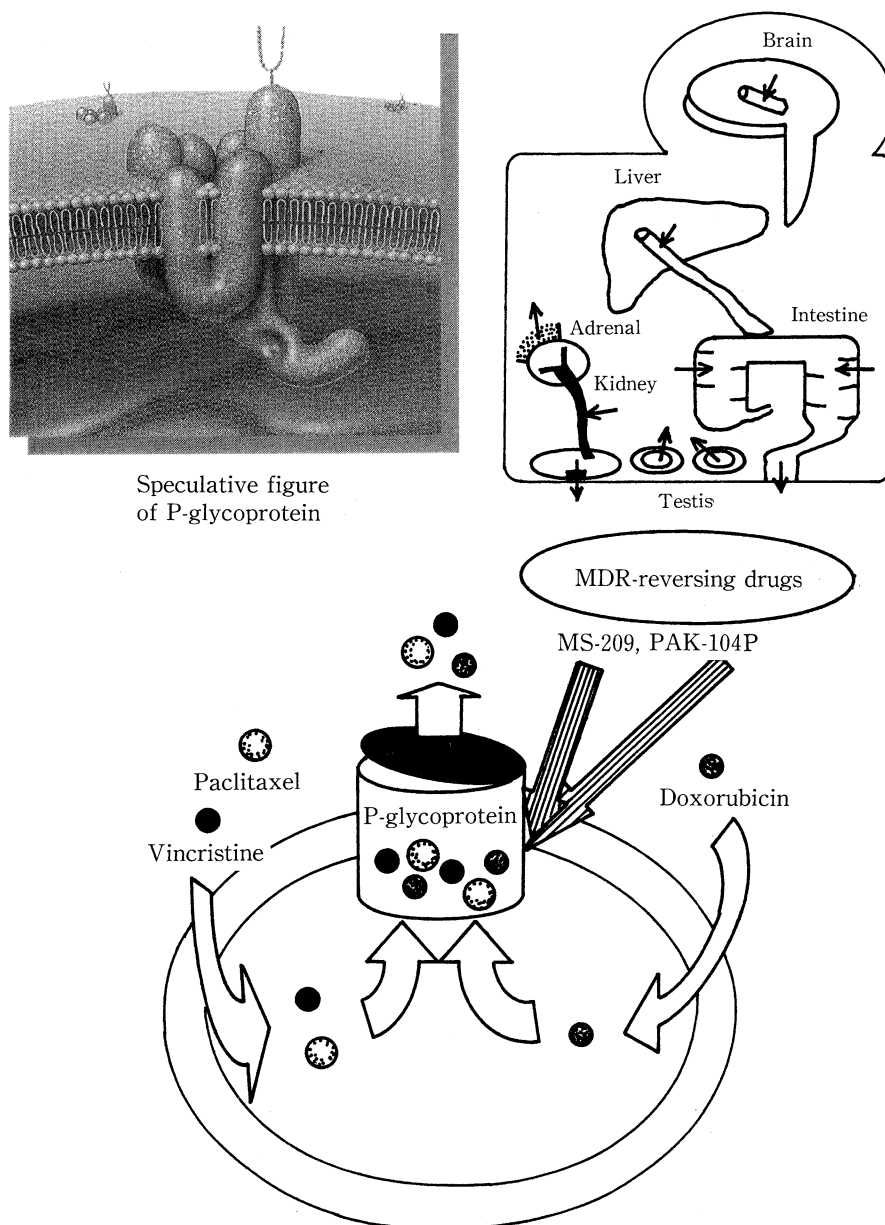 Brain
Liver
Adrenal
Intestine
Kidney
Testis
Speculative figure
of P-glycoprotein
MDR-reversing drugs
MS-209, PAK-104P
Paclitaxel
Doxorubicin
P-glycoprotein
Vincristine